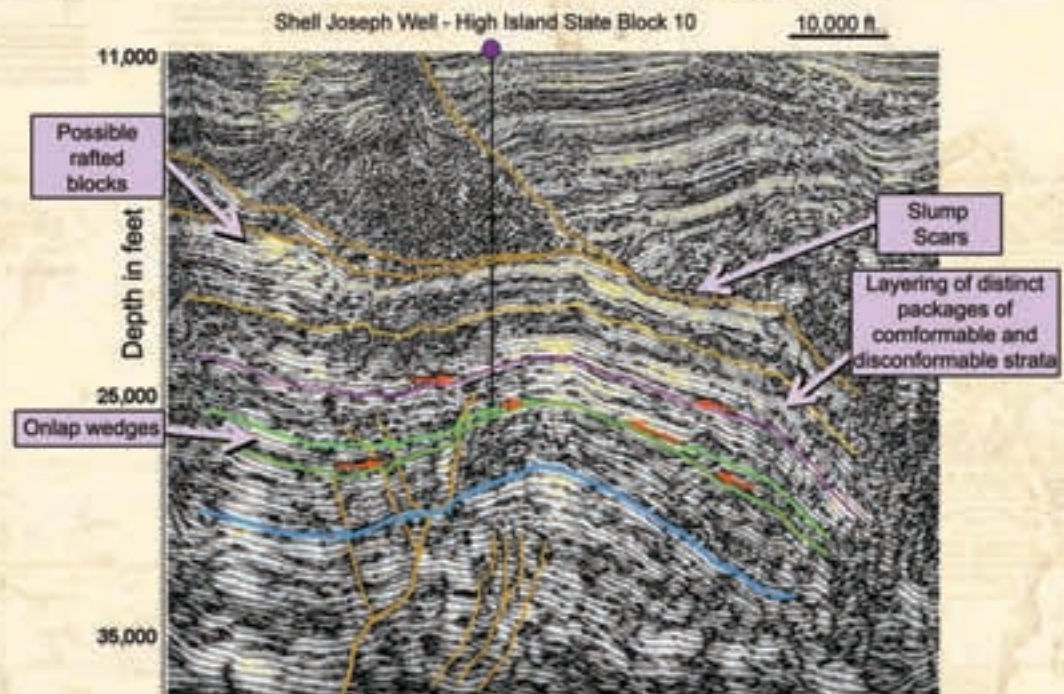 Shell Joseph Well - High Island State Block 10
10,000 ft.
11,000
Possible
rafted
blocks
Slump
Scars
Depth in feet
Layering of distinct
packages of
comformable and
disconformable strata
25,000
Onlap wedges
35,000